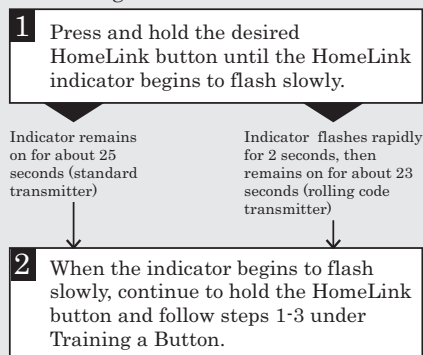 1
Press and hold the desired
HomeLink button until the HomeLink
indicator begins to flash slowly.
Indicator remains
on for about 25
seconds (standard
transmitter)
Indicator flashes rapidly
for 2 seconds, then
remains on for about 23
seconds (rolling code
transmitter)
2
When the indicator begins to flash
slowly, continue to hold the HomeLink
button and follow steps 1-3 under
Training a Button.